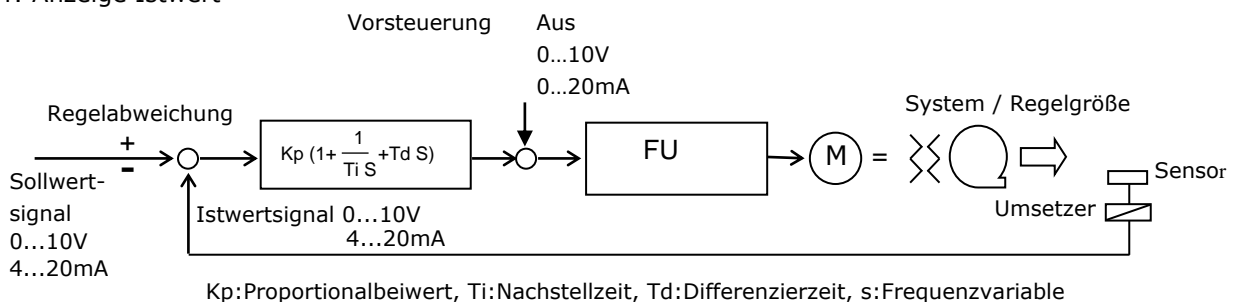 Vorsteuerung
Aus
0...10V
0...20mA
Regelabweichung
+
-
Sollwert-
signal
0...10V
4...20mA
Kp (1+ 1/Ti S +Td S)
Istwertsignal 0...10V
4...20mA
FU
M
=
System / Regelgröße
Sensor
Umsetzer
Kp:Proportionalbeiwert, Ti:Nachstellzeit, Td:Differenzierzeit, s:Frequenzvariable